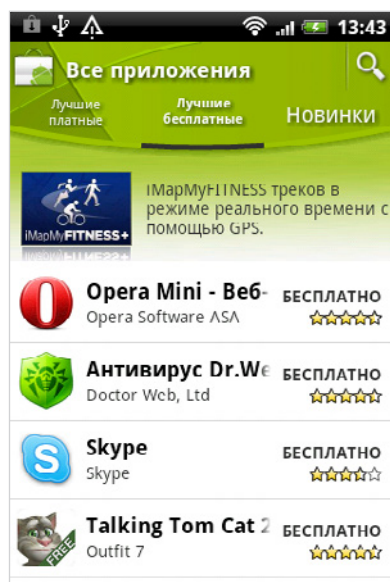 13:43
Все приложения
Лучшие
платные
Лучшие
бесплатные
Новинки
iMapMyFITNESS+
iMapMyFITNESS треков в
режиме реального времени с
помощью GPS.
Opera Mini - Веб-
БЕСПЛАТНО
Opera Software ASA
Антивирус Dr.We
БЕСПЛАТНО
Doctor Web, Ltd
Skype
БЕСПЛАТНО
Skype
Talking Tom Cat 2
БЕСПЛАТНО
Outfit 7
FREE